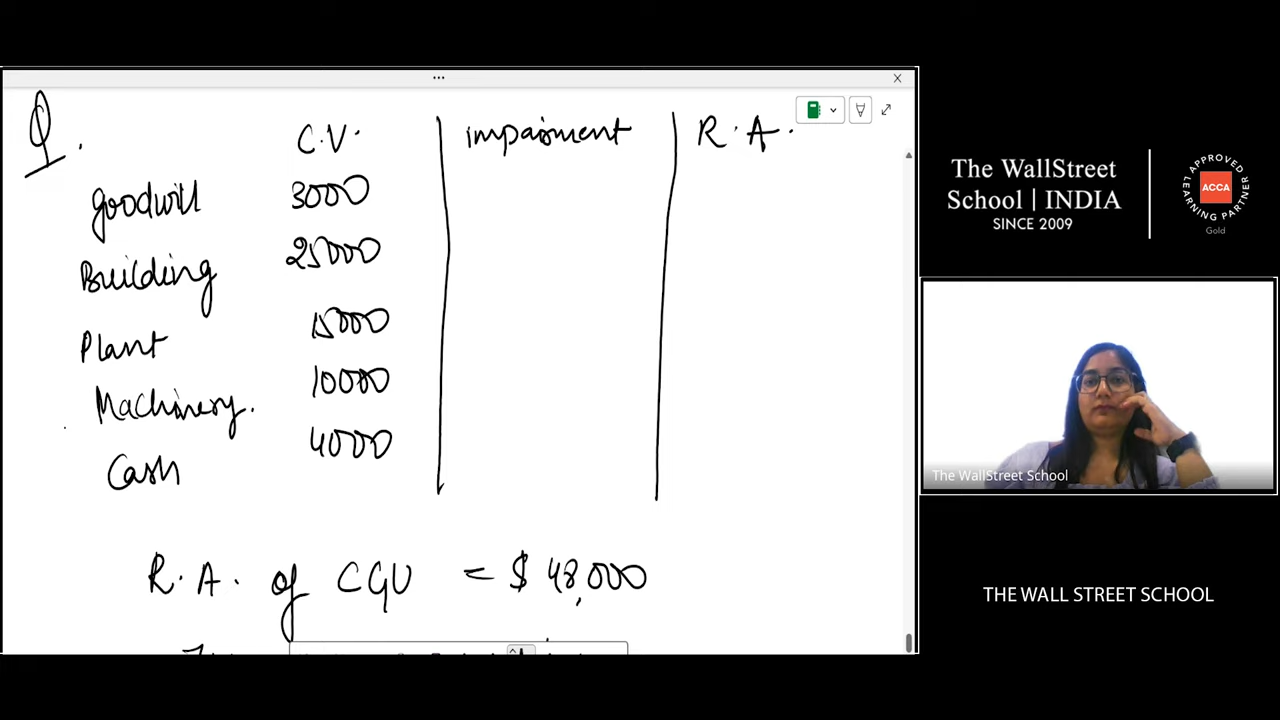 Q.
C.V. impairment R.A.
goodwill 3000
Building 25000
Plant 15000
Machinery. 10000
Cash 4000
R.A. of CGU = $48,000
The WallStreet
School | INDIA
SINCE 2009
APPROVED
ACCA
LEARNING PARTNER
Gold
The WallStreet School
THE WALL STREET SCHOOL